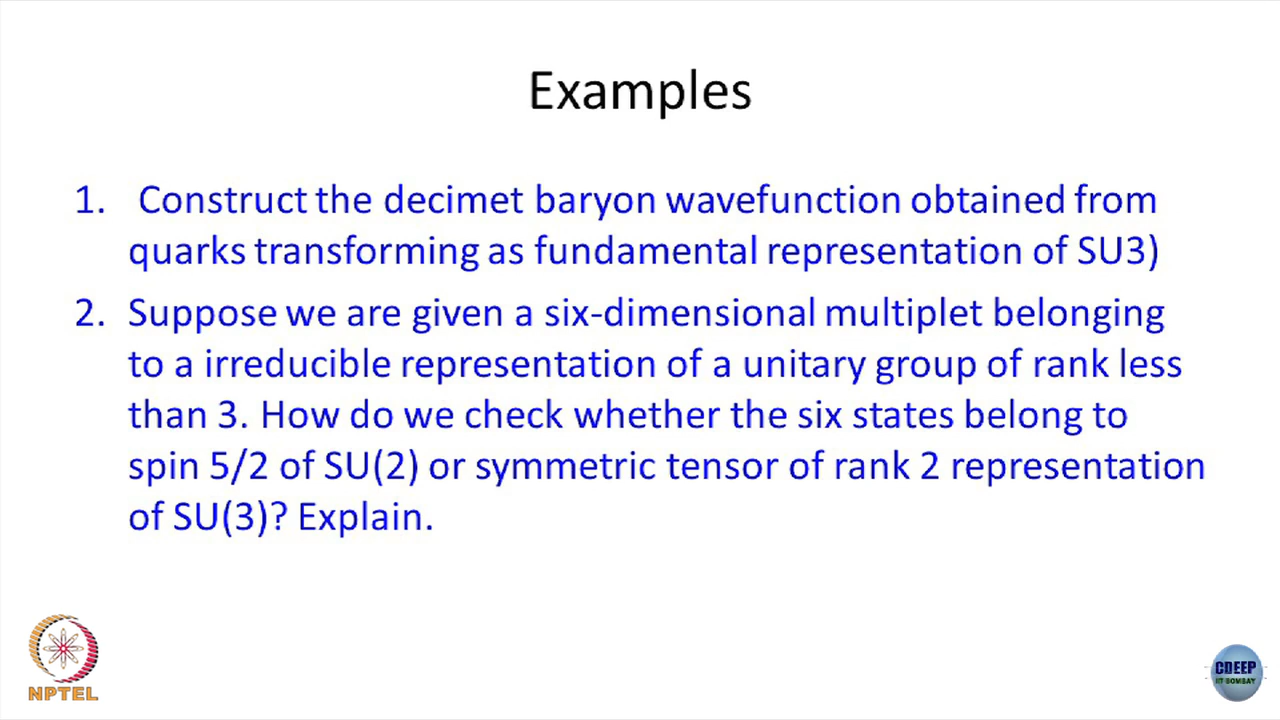 Examples
1. Construct the decimet baryon wavefunction obtained from
quarks transforming as fundamental representation of SU3)
2. Suppose we are given a six-dimensional multiplet belonging
to a irreducible representation of a unitary group of rank less
than 3. How do we check whether the six states belong to
spin 5/2 of SU(2) or symmetric tensor of rank 2 representation
of SU(3)? Explain.
NPTEL
CDEEP
IIT BOMBAY